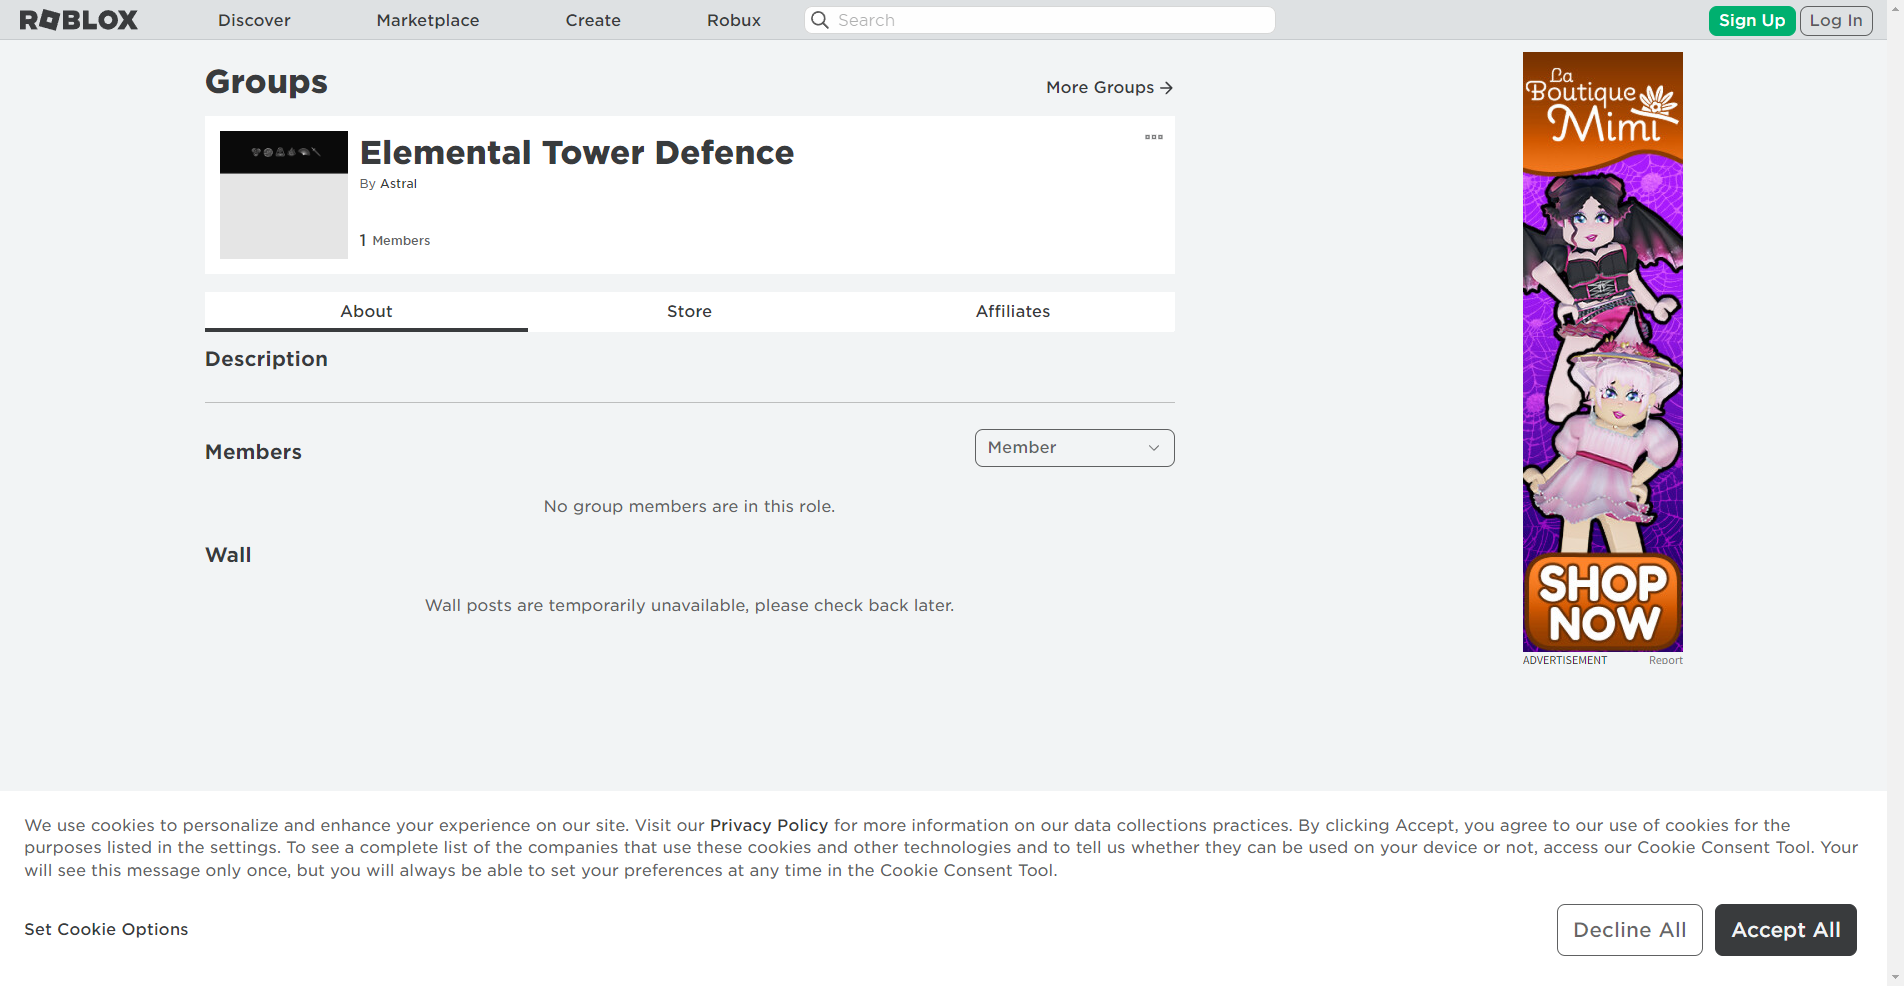 ROBLOX Discover Marketplace Create Robux Search Sign Up Log In
Groups
More Groups
Elemental Tower Defence
By Astral
1 Members
About Store Affiliates
Description
Members
Member
No group members are in this role.
Wall
Wall posts are temporarily unavailable, please check back later.
La
Boutique
Mimi
SHOP
NOW
ADVERTISEMENT Report
We use cookies to personalize and enhance your experience on our site. Visit our Privacy Policy for more information on our data collections practices. By clicking Accept, you agree to our use of cookies for the
purposes listed in the settings. To see a complete list of the companies that use these cookies and other technologies and to tell us whether they can be used on your device or not, access our Cookie Consent Tool. Your
will see this message only once, but you will always be able to set your preferences at any time in the Cookie Consent Tool.
Set Cookie Options
Decline All
Accept All